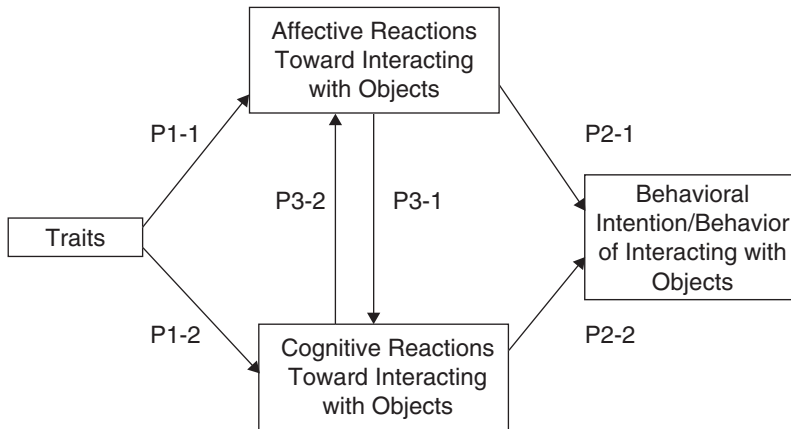 Affective Reactions
Toward Interacting
with Objects
P1-1
P2-1
P3-2
P3-1
Traits
Behavioral
Intention/Behavior
of Interacting with
Objects
P1-2
P2-2
Cognitive Reactions
Toward Interacting
with Objects